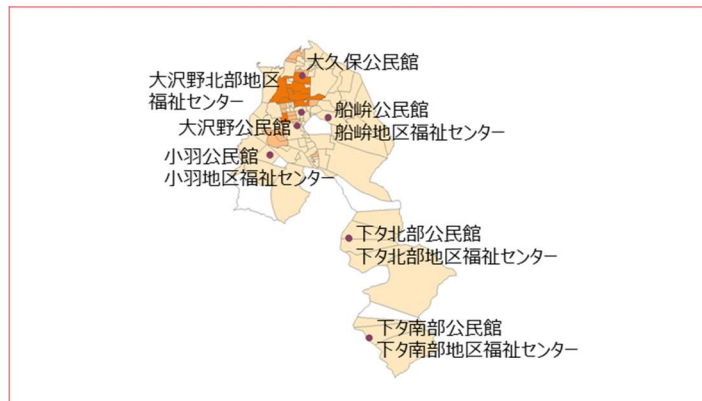 大久保公民館
大沢野北部地区
福祉センター
船峅公民館
船峅地区福祉センター
大沢野公民館
小羽公民館
小羽地区福祉センター
下タ北部公民館
下タ北部地区福祉センター
下タ南部公民館
下タ南部地区福祉センター